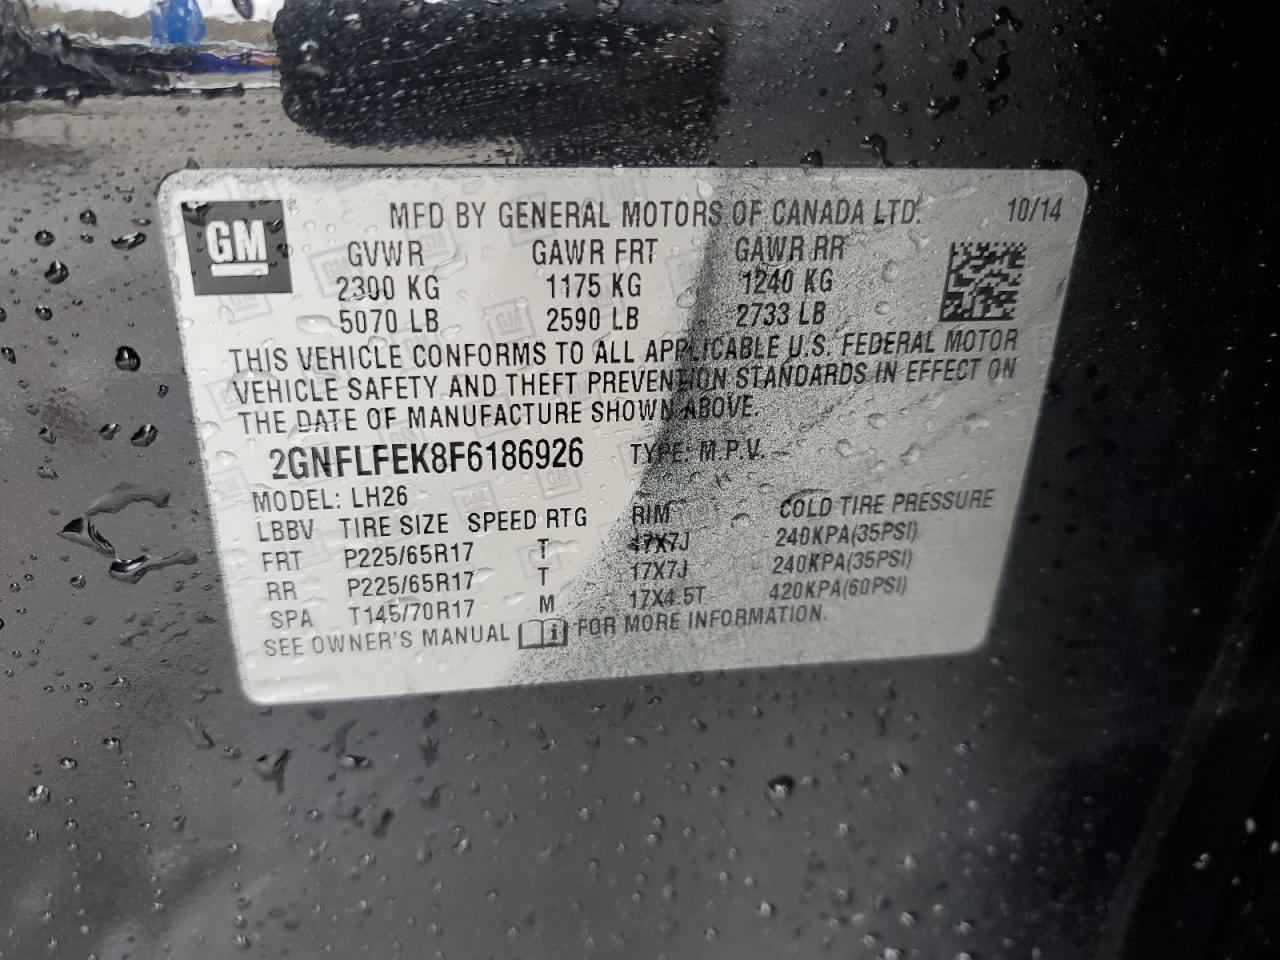 GM
MFD BY GENERAL MOTORS OF CANADA LTD. 10/14
GVWR GAWR FRT GAWR RR
2300 KG 1175 KG 1240 KG
5070 LB 2590 LB 2733 LB
THIS VEHICLE CONFORMS TO ALL APPLICABLE U.S. FEDERAL MOTOR
VEHICLE SAFETY AND THEFT PREVENTION STANDARDS IN EFFECT ON
THE DATE OF MANUFACTURE SHOWN ABOVE.
2GNFLFEK8F6186926 TYPE: M.P.V.
MODEL: LH26
LBBV TIRE SIZE SPEED RTG RIM COLD TIRE PRESSURE
FRT P225/65R17 T 17X7J 240KPA(35PSI)
RR P225/65R17 T 17X7J 240KPA(35PSI)
SPA T145/70R17 M 17X4.5T 420KPA(60PSI)
SEE OWNER'S MANUAL FOR MORE INFORMATION.